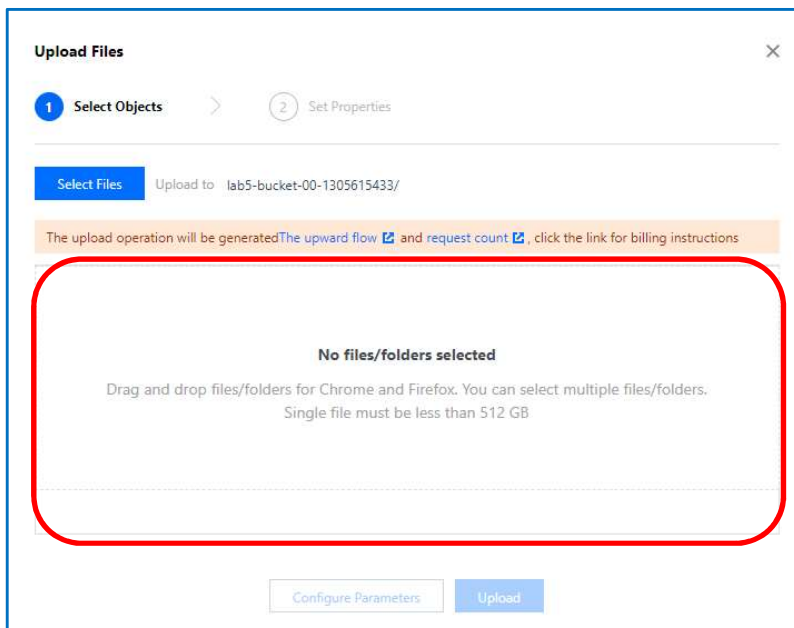 Upload Files
1 Select Objects 2 Set Properties
Select Files Upload to lab5-bucket-00-1305615433/
The upload operation will be generatedThe upward flow and request count , click the link for billing instructions
No files/folders selected
Drag and drop files/folders for Chrome and Firefox. You can select multiple files/folders.
Single file must be less than 512 GB
Configure Parameters Upload